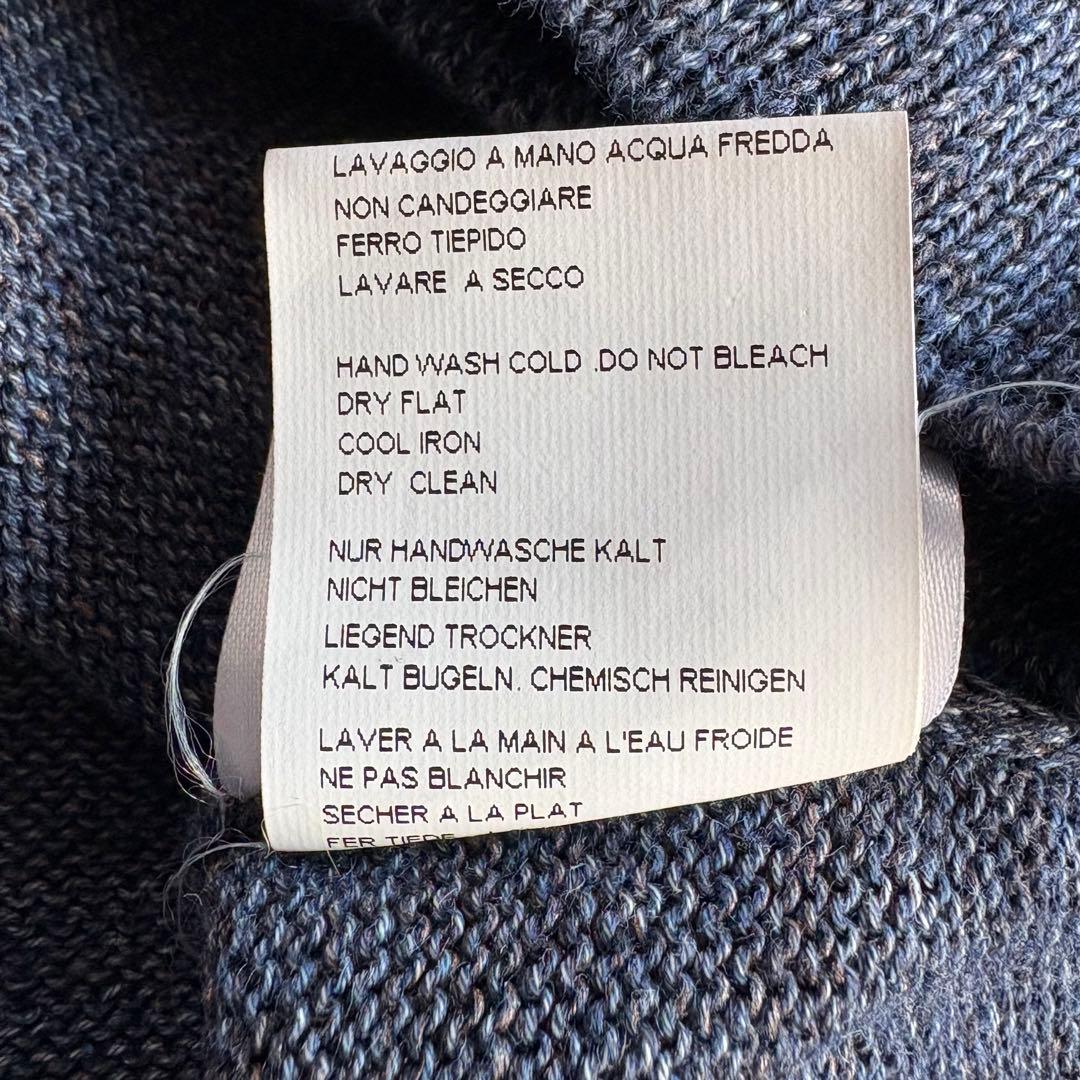 LAVAGGIO A MANO ACQUA FREDDA
NON CANDEGGIARE
FERRO TIEPIDO
LAVARE A SECCO
HAND WASH COLD .DO NOT BLEACH
DRY FLAT
COOL IRON
DRY CLEAN
NUR HANDWASCHE KALT
NICHT BLEICHEN
LIEGEND TROCKNER
KALT BUGELN. CHEMISCH REINIGEN
LAVER A LA MAIN A L'EAU FROIDE
NE PAS BLANCHIR
SECHER A LA PLAT
FER TIEDE